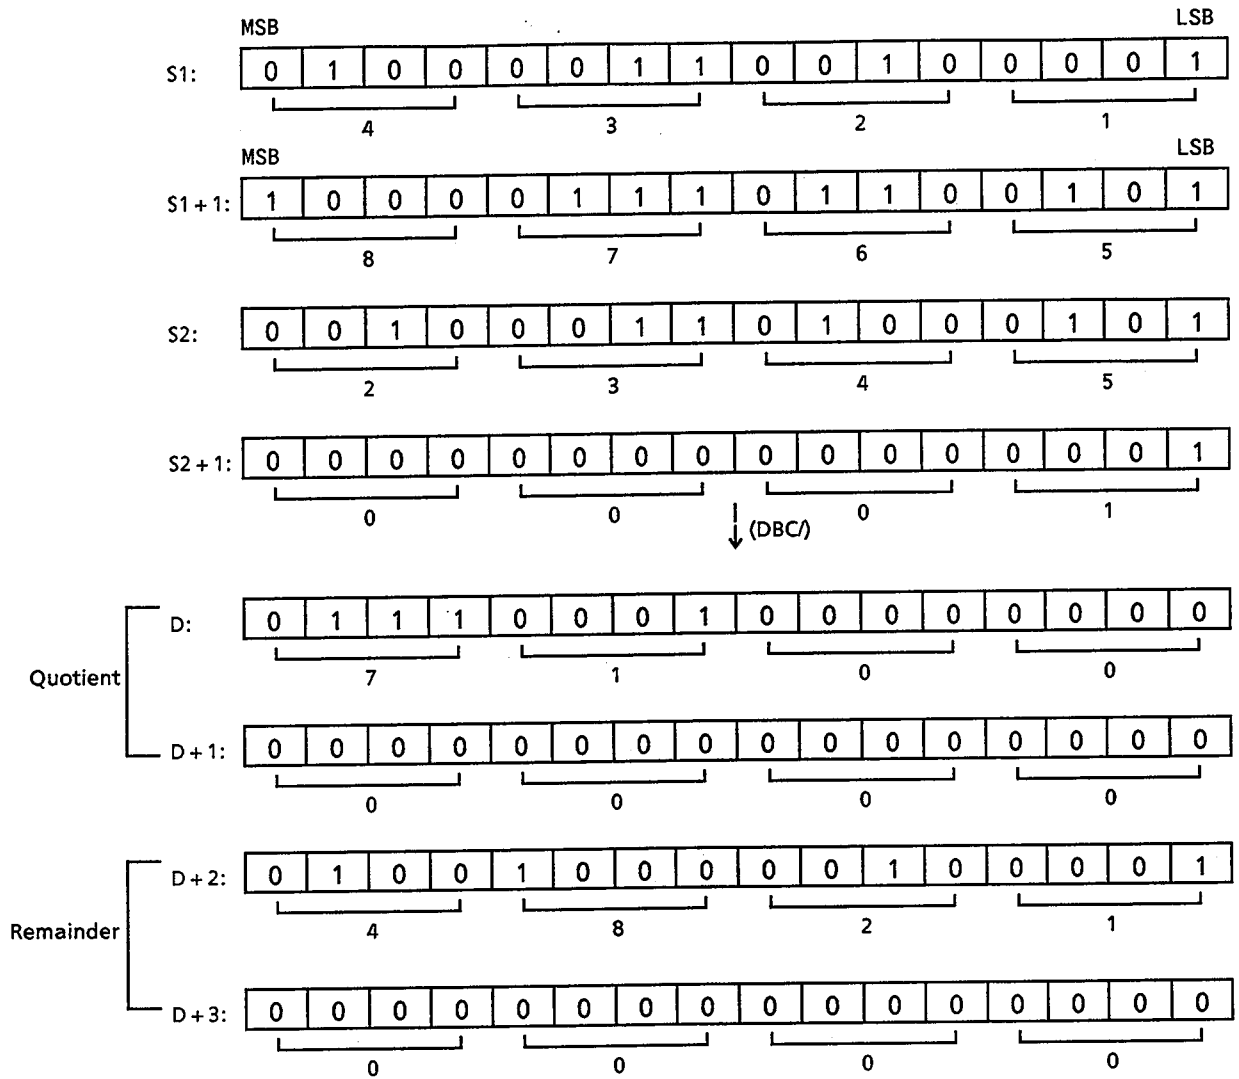 MSB LSB
S1: 0 1 0 0 0 0 1 1 0 0 1 0 0 0 0 1
4 3 2 1
MSB LSB
S1 + 1: 1 0 0 0 0 1 1 1 0 1 1 0 0 1 0 1
8 7 6 5
S2: 0 0 1 0 0 0 1 1 0 1 0 0 0 1 0 1
2 3 4 5
S2 + 1: 0 0 0 0 0 0 0 0 0 0 0 0 0 0 0 1
0 0 0 1
(DBC/)
D: 0 1 1 1 0 0 0 1 0 0 0 0 0 0 0 0
7 1 0 0
Quotient
D + 1: 0 0 0 0 0 0 0 0 0 0 0 0 0 0 0 0
0 0 0 0
D + 2: 0 1 0 0 1 0 0 0 0 0 1 0 0 0 0 1
4 8 2 1
Remainder
D + 3: 0 0 0 0 0 0 0 0 0 0 0 0 0 0 0 0
0 0 0 0